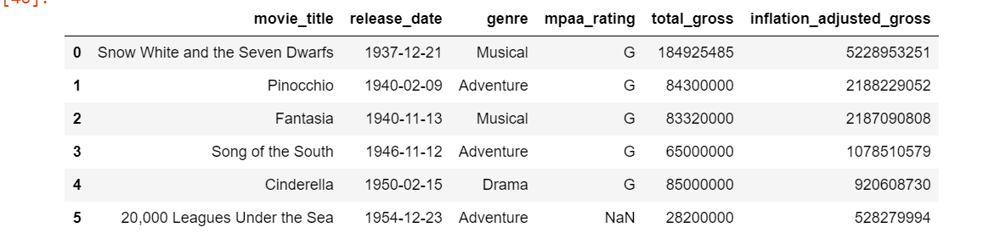 movie_title release_date genre mpaa_rating total_gross inflation_adjusted_gross
0 Snow White and the Seven Dwarfs 1937-12-21 Musical G 184925485 5228953251
1 Pinocchio 1940-02-09 Adventure G 84300000 2188229052
2 Fantasia 1940-11-13 Musical G 83320000 2187090808
3 Song of the South 1946-11-12 Adventure G 65000000 1078510579
4 Cinderella 1950-02-15 Drama G 85000000 920608730
5 20,000 Leagues Under the Sea 1954-12-23 Adventure NaN 28200000 528279994